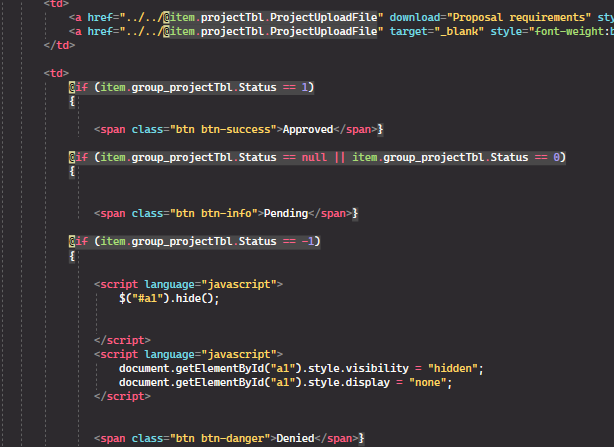 <td>
<a href="../../@item.projectTbl.ProjectUploadFile" download="Proposal requirements" sty
<a href="../../@item.projectTbl.ProjectUploadFile" target="_blank" style="font-weight:b
</td>
<td>
@if (item.group_projectTbl.Status == 1)
{
<span class="btn btn-success">Approved</span>}
@if (item.group_projectTbl.Status == null || item.group_projectTbl.Status == 0)
{
<span class="btn btn-info">Pending</span>}
@if (item.group_projectTbl.Status == -1)
{
<script language="javascript">
$("#a1").hide();
</script>
<script language="javascript">
document.getElementById("a1").style.visibility = "hidden";
document.getElementById("a1").style.display = "none";
</script>
<span class="btn btn-danger">Denied</span>}